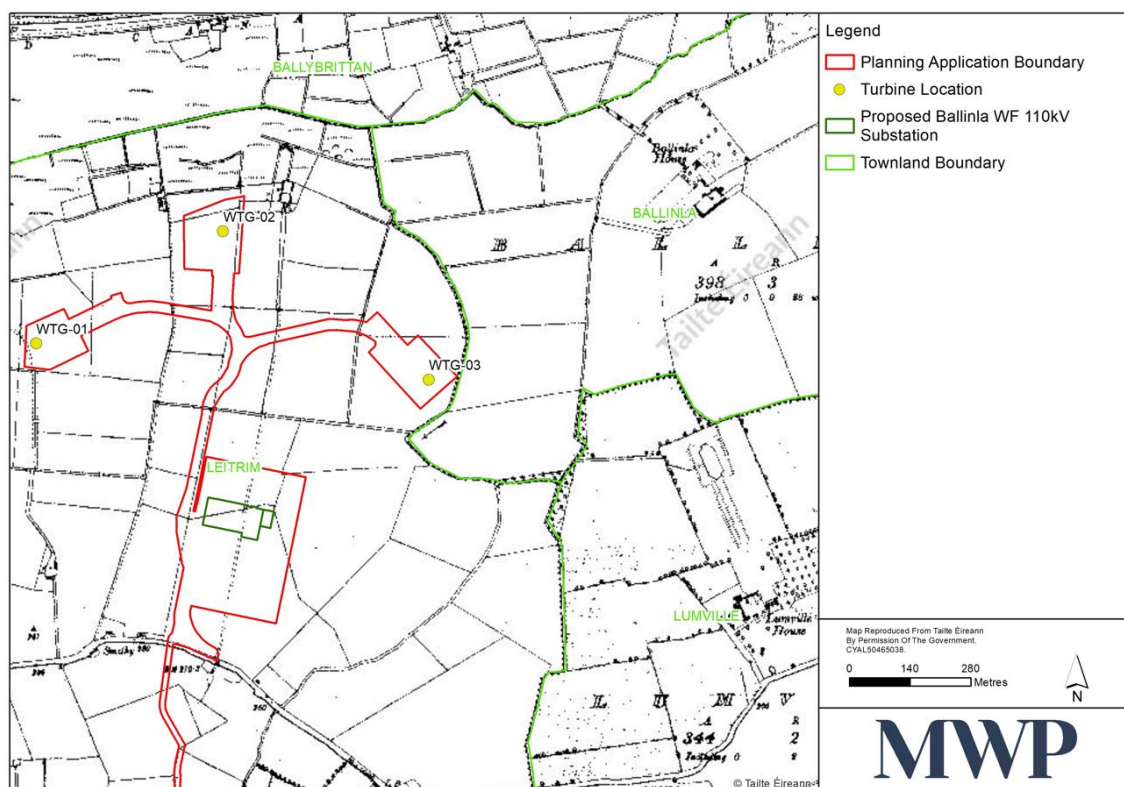 D
C
A
BALLYBRITTAN
Ballinla
House
BALLINLA
B A L L I
A R
398 3
WTG-02
WTG-01
WTG-03
LEITRIM
Tailte Éireann
LUMVILLE
Lumville
House
Smithy 280
260
L U M V
A R
344 2
© Tailte Éireann
Legend
Planning Application Boundary
Turbine Location
Proposed Ballinla WF 110kV
Substation
Townland Boundary
Map Reproduced From Tailte Éireann
By Permission Of The Government.
CYAL50465038.
0 140 280
Metres
N
MWP